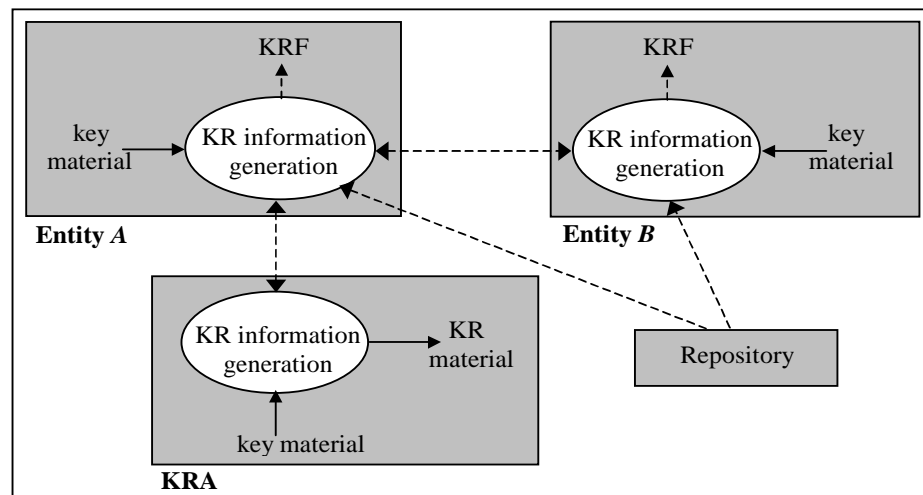 KRF
key
material
KR information
generation
Entity A
KRF
KR information
generation
key
material
Entity B
KR information
generation
KR
material
key material
KRA
Repository